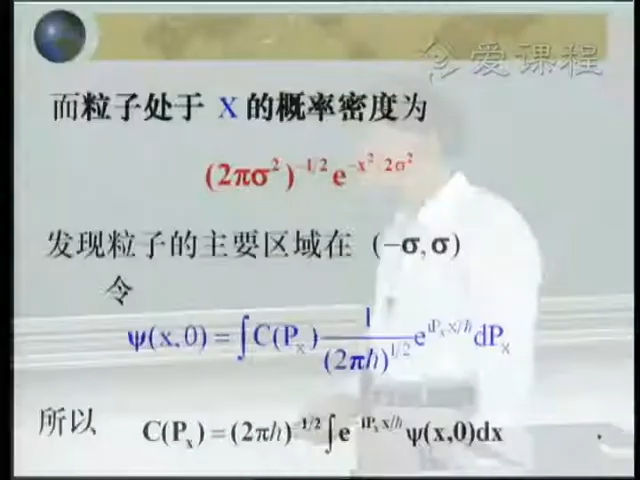 爱课程
而粒子处于 X 的概率密度为
(2πσ²)^{-1/2} e^{-x²/2σ²}
发现粒子的主要区域在 (-σ,σ)
令
ψ(x,0) = ∫C(Pₓ) 1/(2πℏ)^{1/2} e^{iPₓx/ℏ} dPₓ
所以 C(Pₓ) = (2πℏ)^{-1/2} ∫e^{-iPₓx/ℏ} ψ(x,0)dx